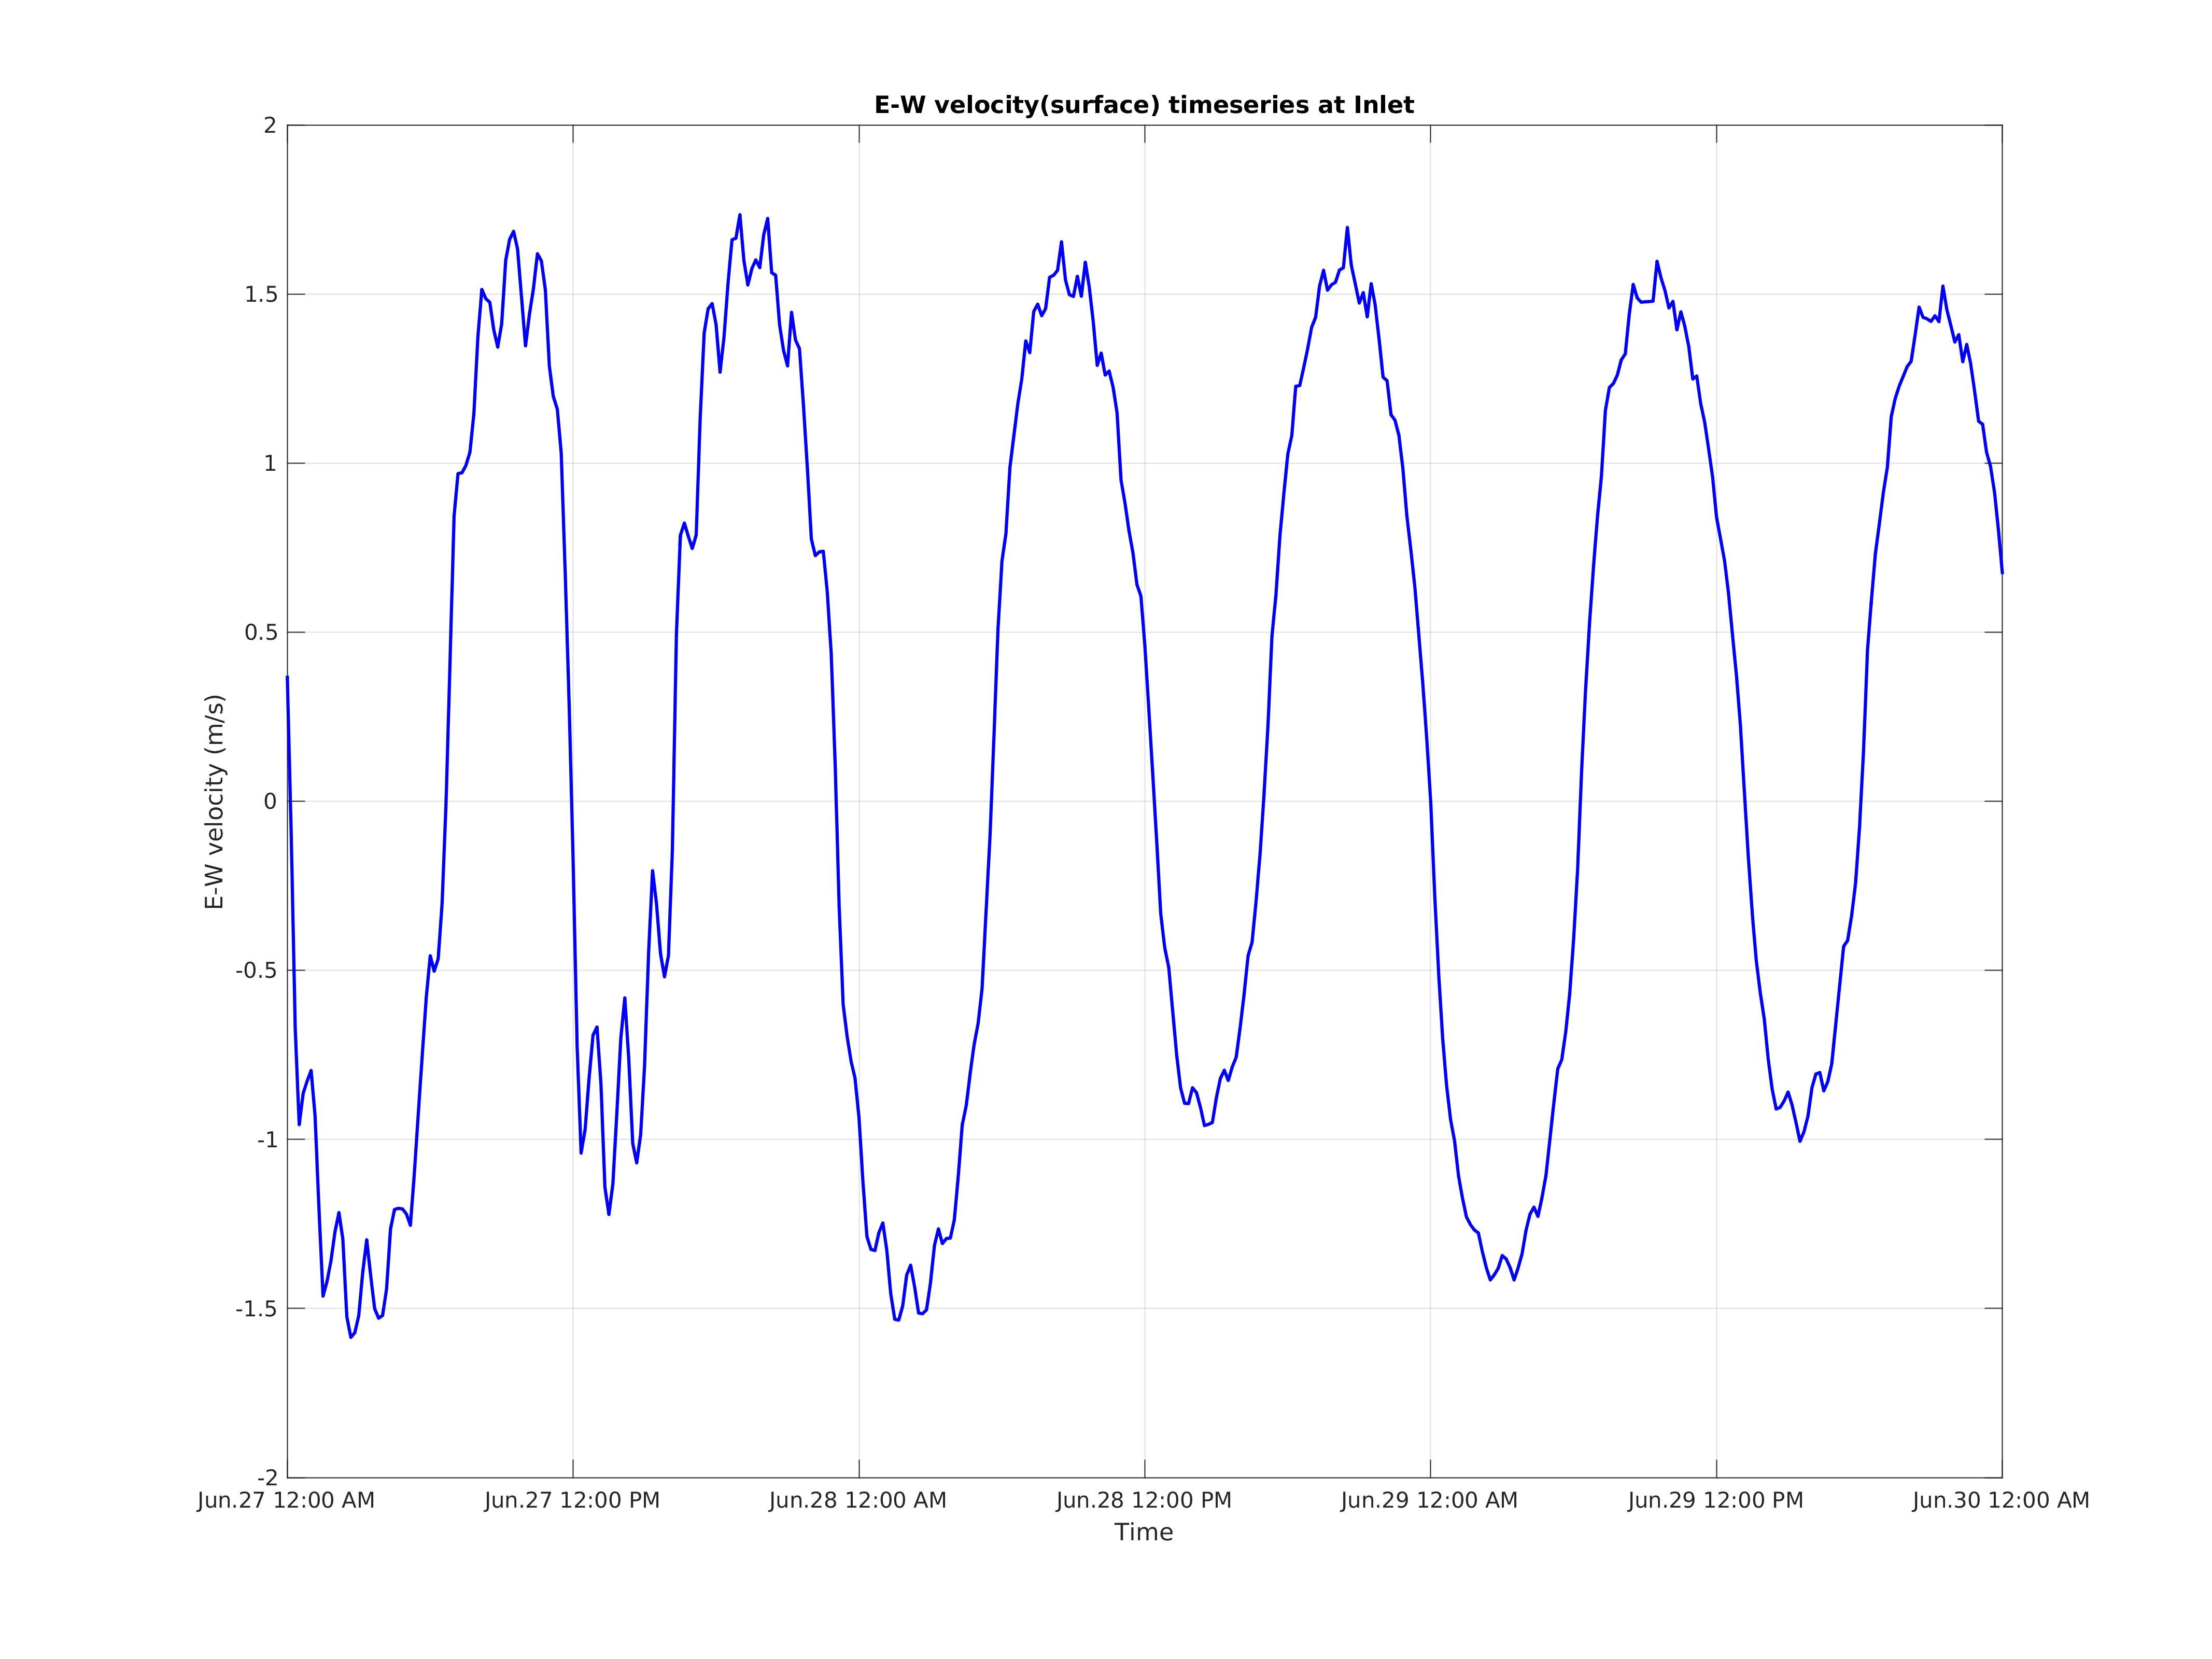 E-W velocity(surface) timeseries at Inlet
2
1.5
1
0.5
0
-0.5
-1
-1.5
-2
E-W velocity (m/s)
Jun.27 12:00 AM
Jun.27 12:00 PM
Jun.28 12:00 AM
Jun.28 12:00 PM
Jun.29 12:00 AM
Jun.29 12:00 PM
Jun.30 12:00 AM
Time